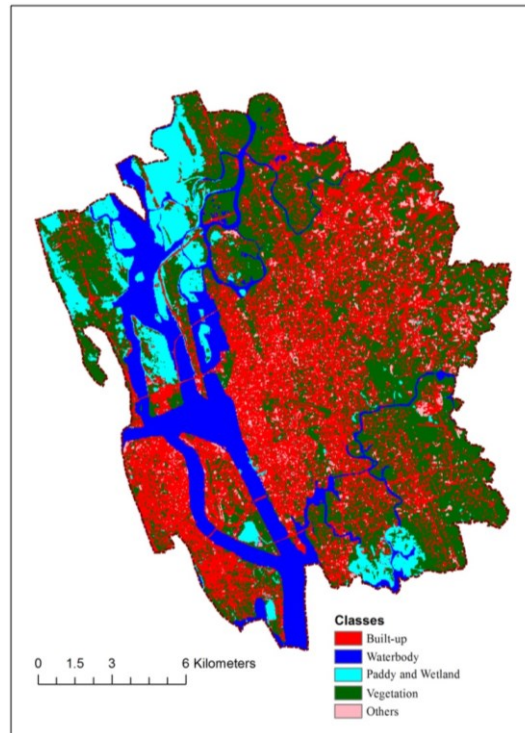 Classes
Built-up
Waterbody
Paddy and Wetland
Vegetation
Others
0 1.5 3 6 Kilometers